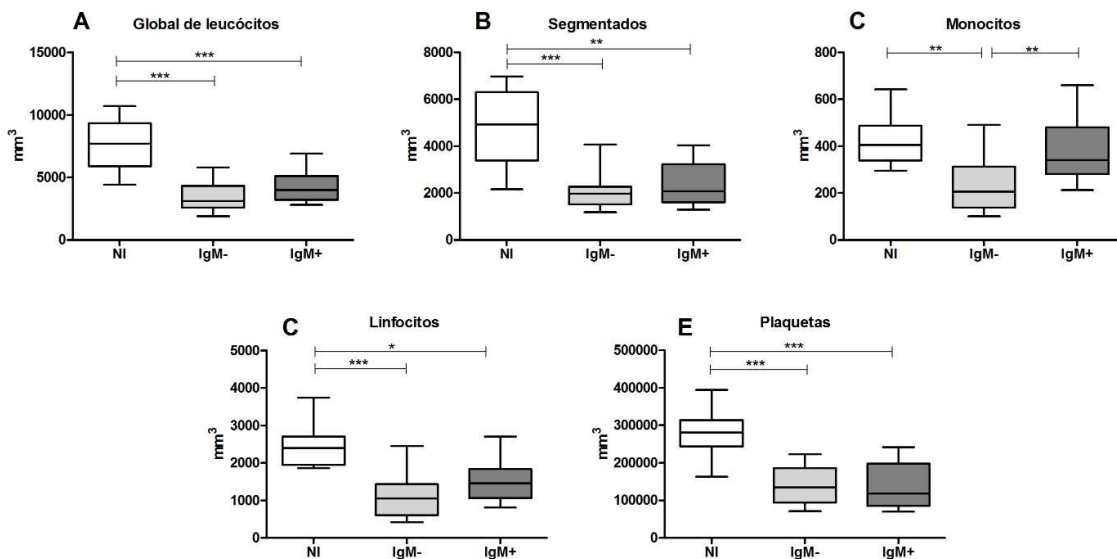 A
Global de leucócitos
15000
10000
5000
0
mm3
***
***
NI
IgM-
IgM+
B
Segmentados
8000
6000
4000
2000
0
mm3
**
***
NI
IgM-
IgM+
C
Monocitos
800
600
400
200
0
mm3
**
**
NI
IgM-
IgM+
C
Linfocitos
5000
4000
3000
2000
1000
0
mm3
*
***
NI
IgM-
IgM+
E
Plaquetas
500000
400000
300000
200000
100000
0
mm3
***
***
NI
IgM-
IgM+